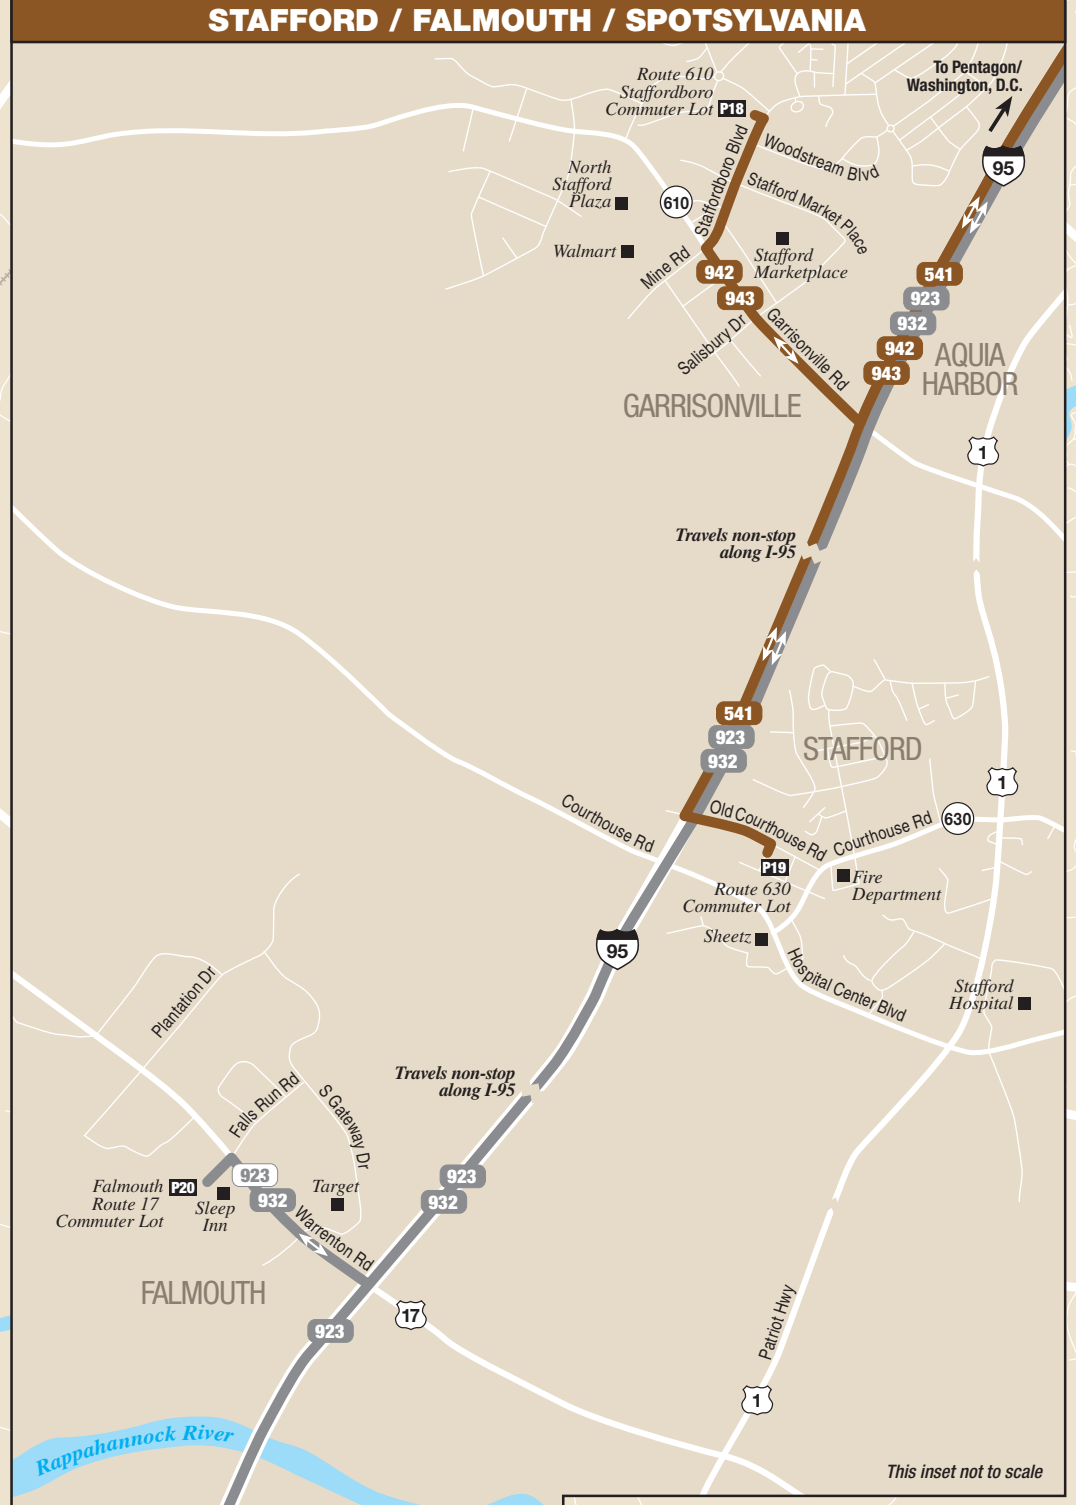 STAFFORD / FALMOUTH / SPOTSYLVANIA
To Pentagon/
Washington, D.C.
Route 610
Staffordboro
Commuter Lot
P18
Staffordboro Blvd
Woodstream Blvd
Stafford Market Place
95
North
Stafford
Plaza
610
Walmart
Mine Rd
Stafford
Marketplace
942
943
Salisbury Dr
Garrisonville Rd
541
923
932
942
943
AQUIA
HARBOR
GARRISONVILLE
1
Travels non-stop
along I-95
541
923
932
STAFFORD
1
Courthouse Rd
Old Courthouse Rd
Courthouse Rd
630
P19
Route 630
Commuter Lot
Fire
Department
Sheetz
95
Hospital Center Blvd
Stafford
Hospital
Plantation Dr
Travels non-stop
along I-95
Falls Run Rd
S Gateway Dr
923
932
Falmouth
Route 17
Commuter Lot
P20
Sleep
Inn
Target
923
932
Warrenton Rd
FALMOUTH
17
923
Patriot Hwy
1
Rappahannock River
This inset not to scale